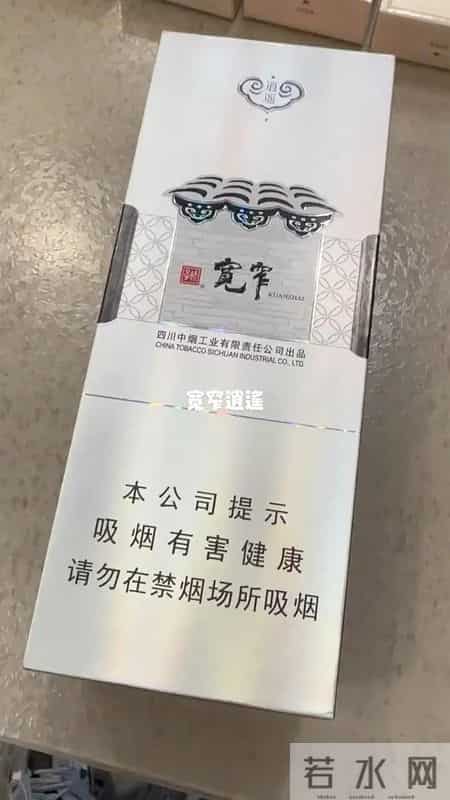 逍遥
宽窄
KUANZHAI
四川中烟工业有限责任公司出品
CHINA TOBACCO SICHUAN INDUSTRIAL CO., LTD.
宽窄逍遥
本公司提示
吸烟有害健康
请勿在禁烟场所吸烟
若水网